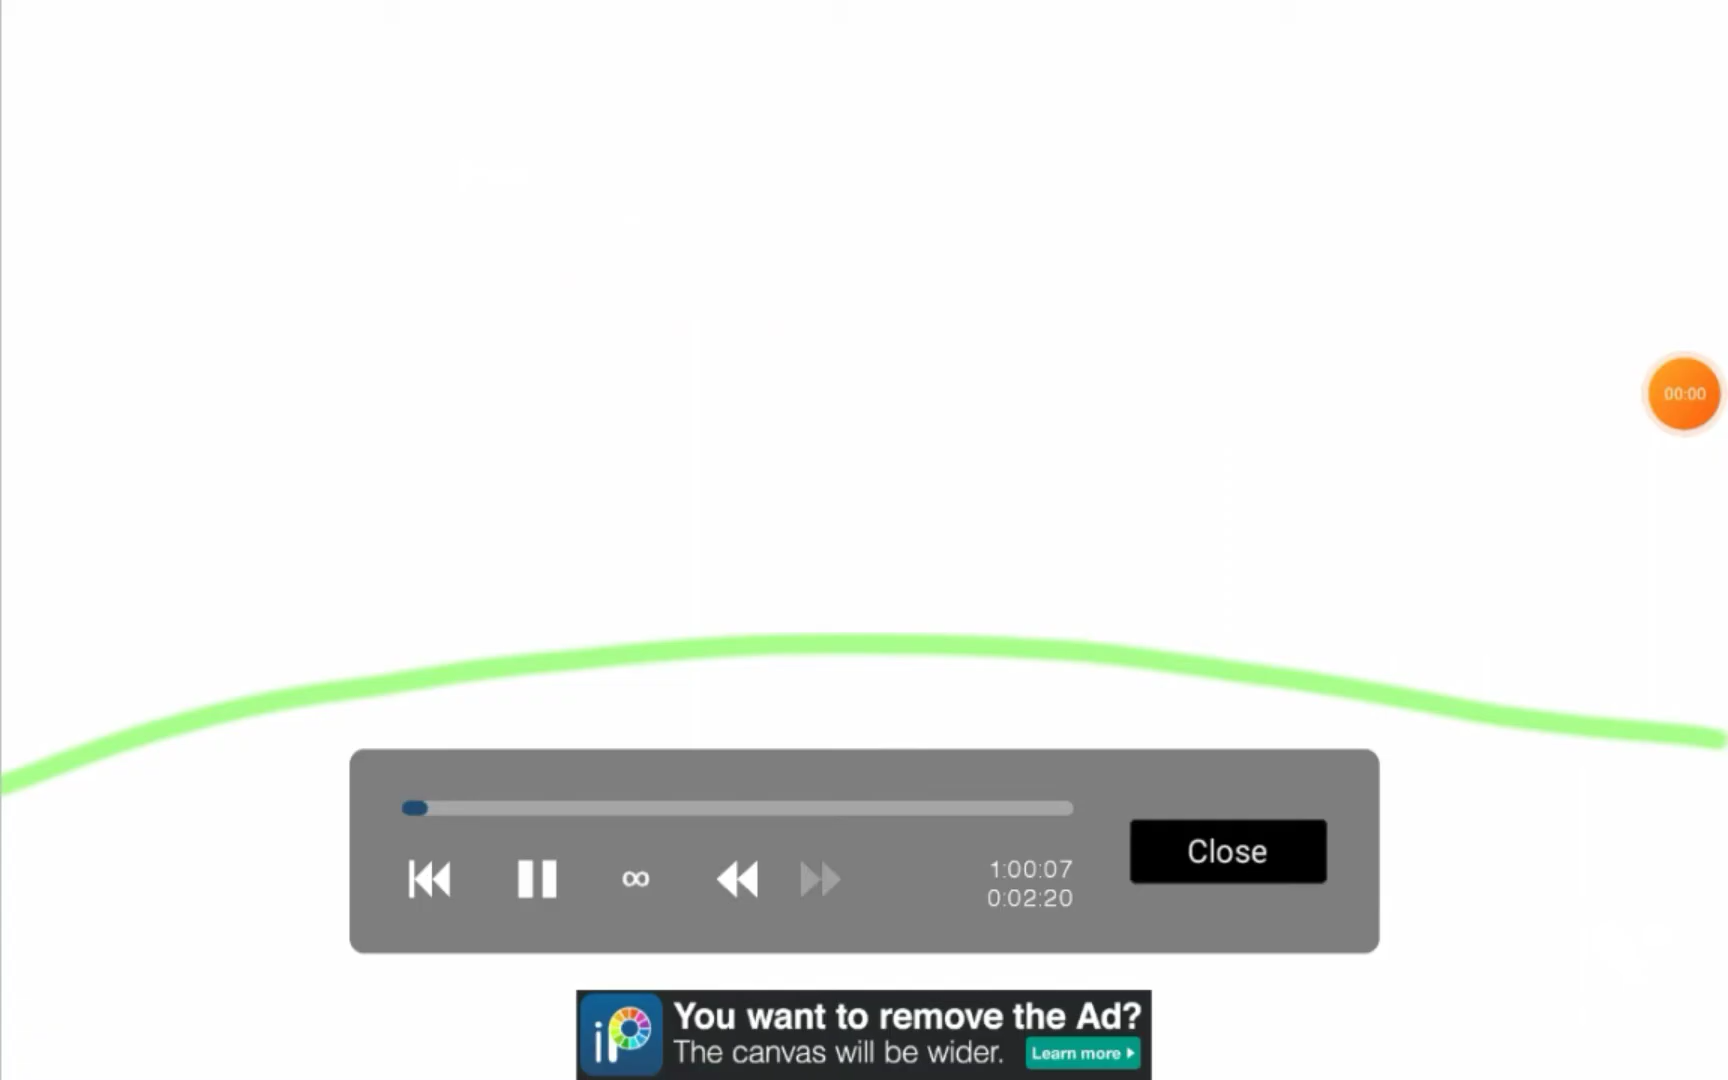 00:00
1:00:07
0:02:20
Close
iP
You want to remove the Ad?
The canvas will be wider.
Learn more